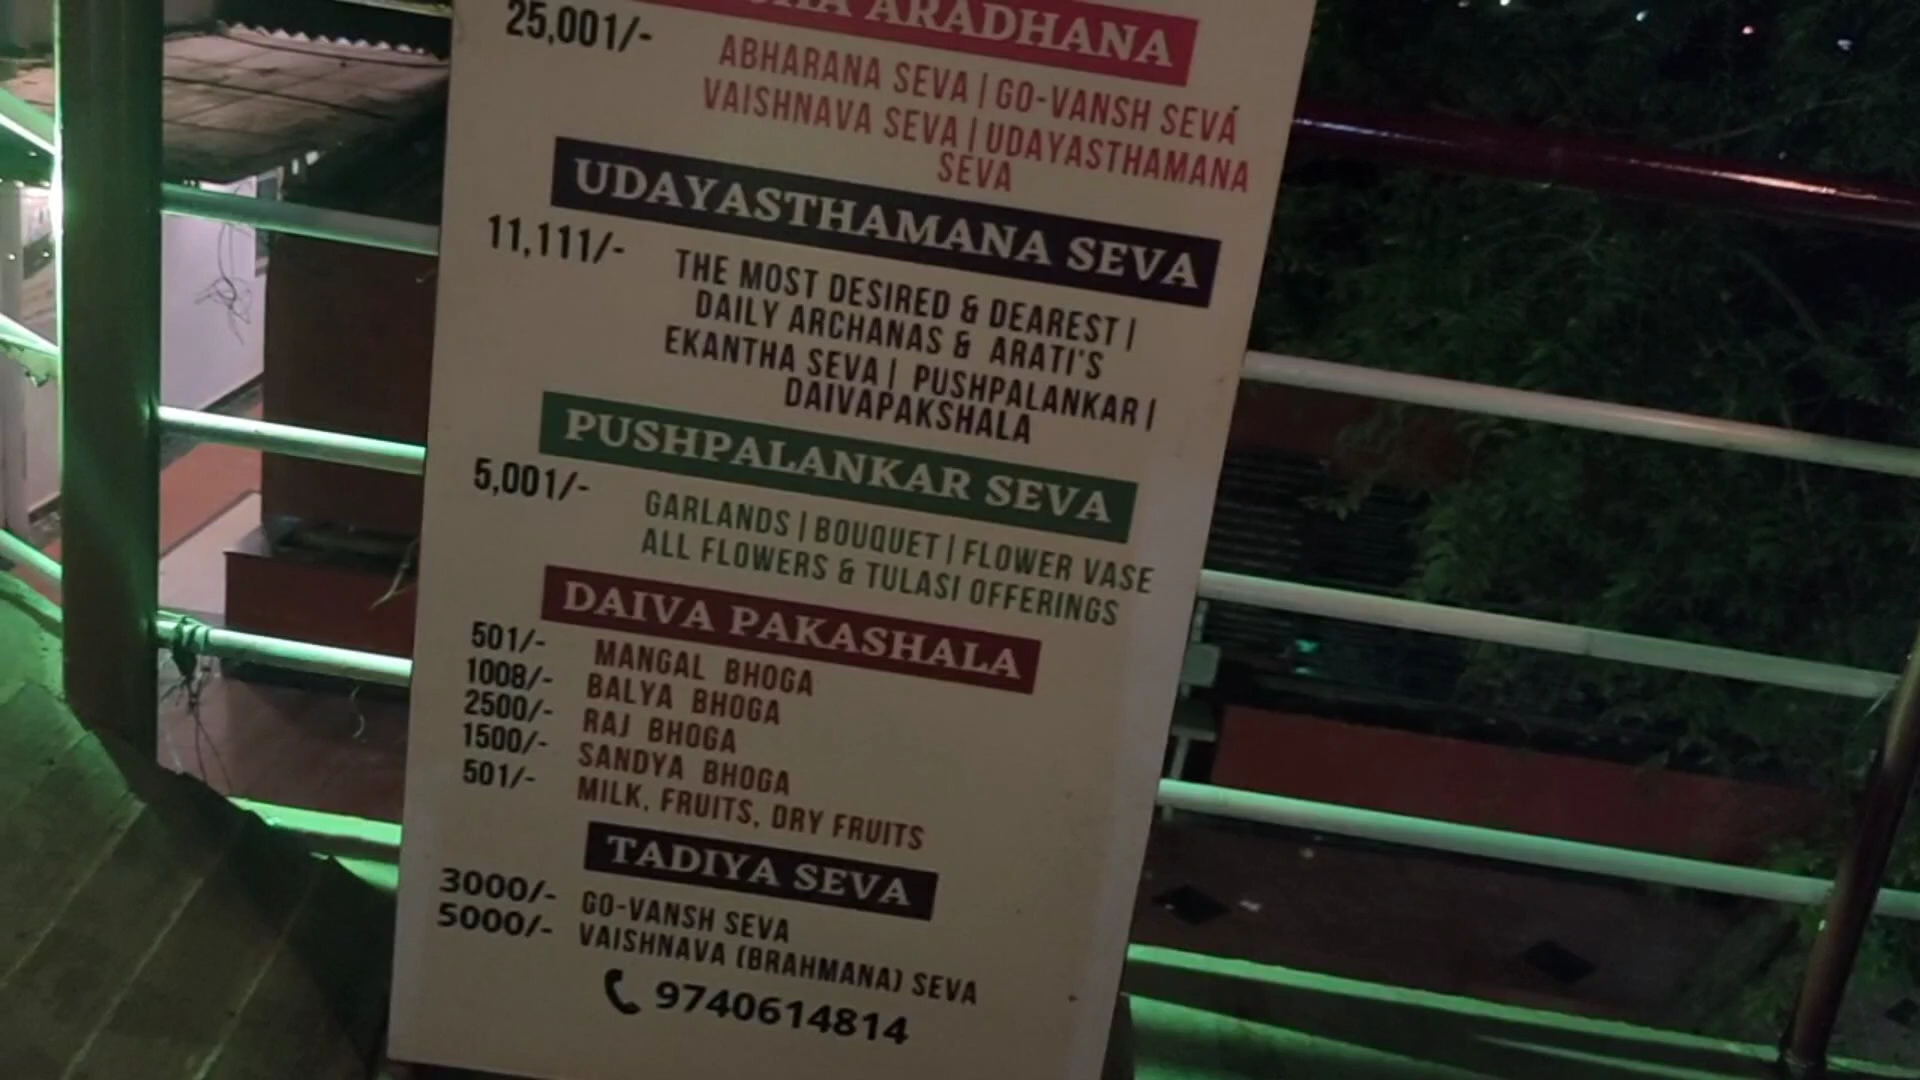 ARADHANA
25,001/-
ABHARANA SEVA | GO-VANSH SEVA
VAISHNAVA SEVA | UDAYASTHAMANA
SEVA
UDAYASTHAMANA SEVA
11,111/-
THE MOST DESIRED & DEAREST |
DAILY ARCHANAS & ARATI'S
EKANTHA SEVA | PUSHPALANKAR |
DAIVAPAKSHALA
PUSHPALANKAR SEVA
5,001/-
GARLANDS | BOUQUET | FLOWER VASE
ALL FLOWERS & TULASI OFFERINGS
DAIVA PAKASHALA
501/- MANGAL BHOGA
1008/- BALYA BHOGA
2500/- RAJ BHOGA
1500/- SANDYA BHOGA
501/- MILK, FRUITS, DRY FRUITS
TADIYA SEVA
3000/- GO-VANSH SEVA
5000/- VAISHNAVA (BRAHMANA) SEVA
9740614814